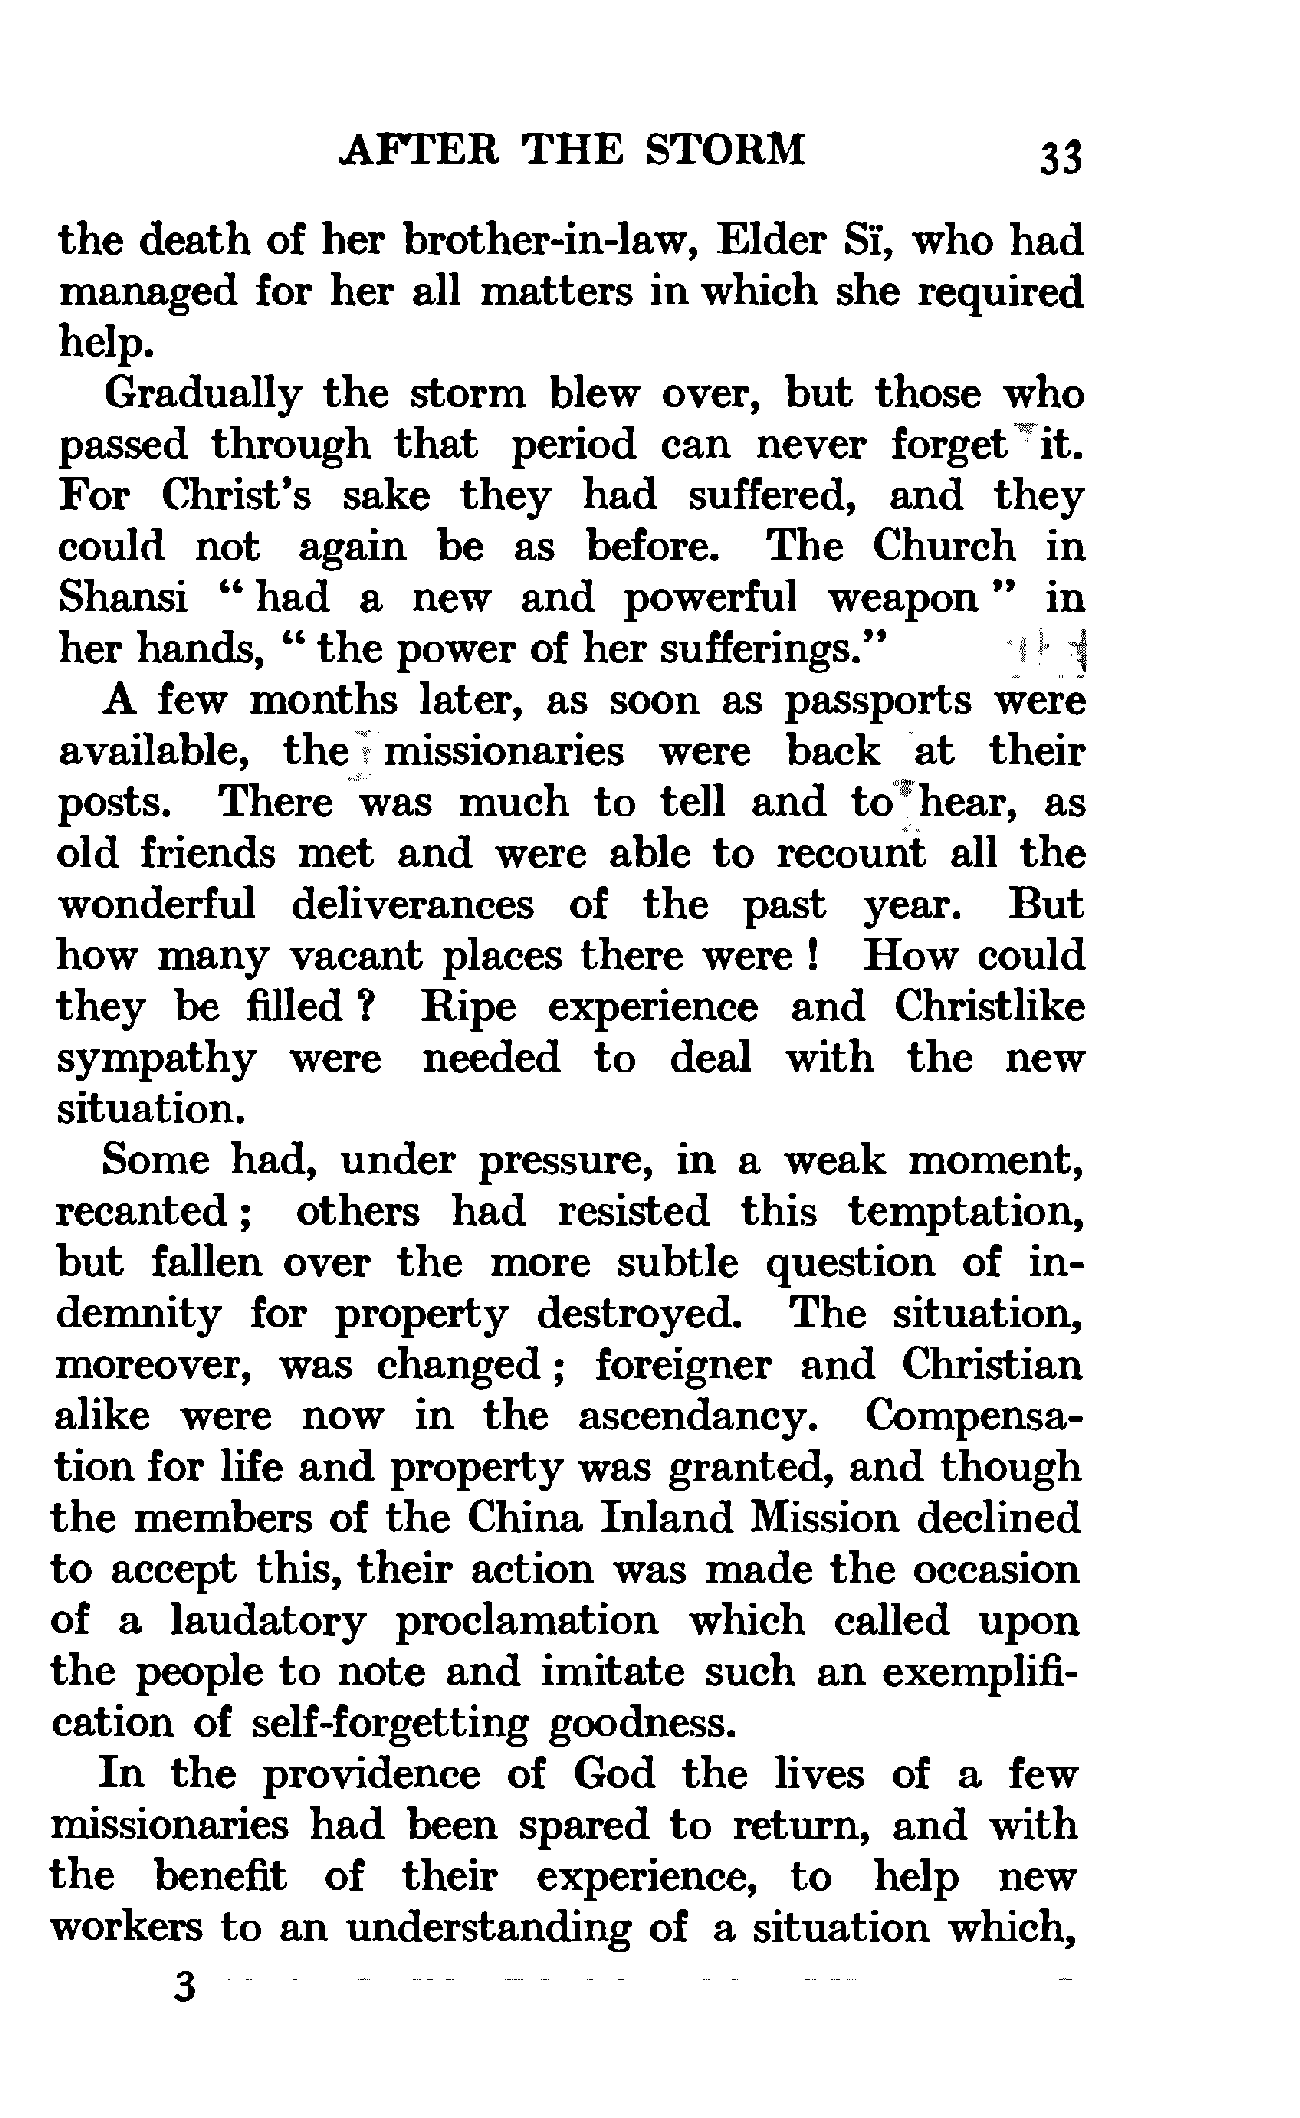 AFTER THE STORM 33
the death of her brother-in-law, Elder Sï, who had
managed for her all matters in which she required
help.
Gradually the storm blew over, but those who
passed through that period can never forget it.
For Christ's sake they had suffered, and they
could not again be as before. The Church in
Shansi “ had a new and powerful weapon ” in
her hands, “ the power of her sufferings.”
A few months later, as soon as passports were
available, the missionaries were back at their
posts. There was much to tell and to hear, as
old friends met and were able to recount all the
wonderful deliverances of the past year. But
how many vacant places there were ! How could
they be filled ? Ripe experience and Christlike
sympathy were needed to deal with the new
situation.
Some had, under pressure, in a weak moment,
recanted ; others had resisted this temptation,
but fallen over the more subtle question of in-
demnity for property destroyed. The situation,
moreover, was changed ; foreigner and Christian
alike were now in the ascendancy. Compensa-
tion for life and property was granted, and though
the members of the China Inland Mission declined
to accept this, their action was made the occasion
of a laudatory proclamation which called upon
the people to note and imitate such an exemplifi-
cation of self-forgetting goodness.
In the providence of God the lives of a few
missionaries had been spared to return, and with
the benefit of their experience, to help new
workers to an understanding of a situation which,
3